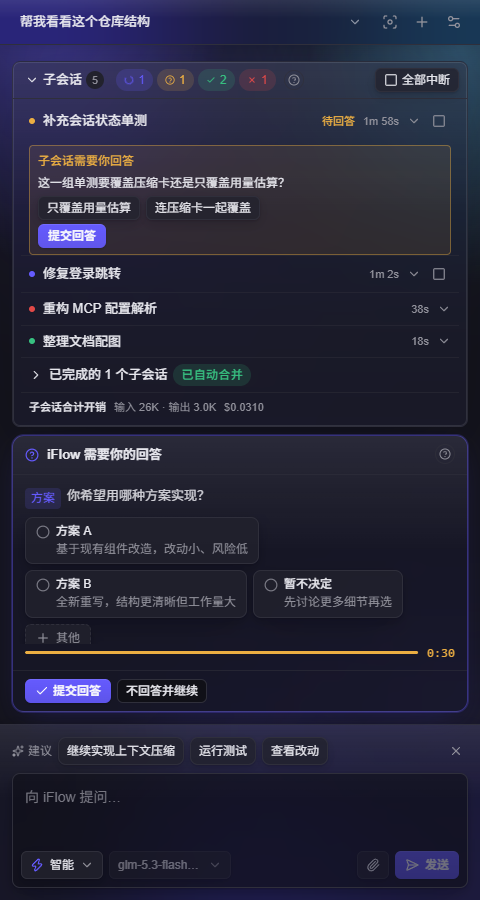 帮我看看这个仓库结构
子会话 5 1 1 2 1 全部中断
补充会话状态单测 待回答 1m 58s
子会话需要你回答
这一组单测要覆盖压缩卡还是只覆盖用量估算?
只覆盖用量估算 连压缩卡一起覆盖
提交回答
修复登录跳转 1m 2s
重构 MCP 配置解析 38s
整理文档配图 18s
已完成的 1 个子会话 已自动合并
子会话合计开销 输入 26K · 输出 3.0K $0.0310
iFlow 需要你的回答
方案 你希望用哪种方案实现?
方案 A
基于现有组件改造，改动小、风险低
方案 B 暂不决定
全新重写，结构更清晰但工作量大 先讨论更多细节再选
其他
0:30
提交回答 不回答并继续
建议 继续实现上下文压缩 运行测试 查看改动
向 iFlow 提问…
智能 glm-5.3-flash… 发送